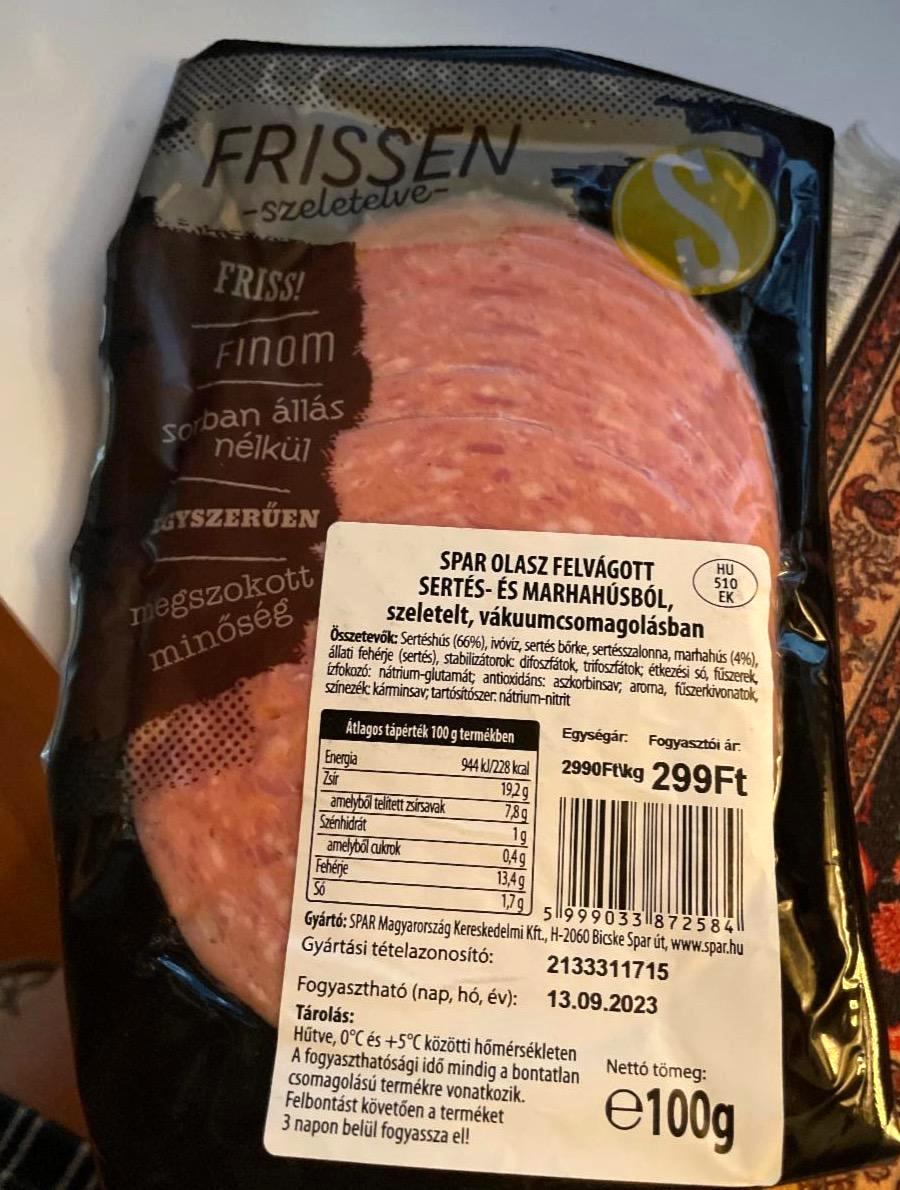 FRISSEN
-szeletelve-
S
FRISS!
FINOM
sorban állás
nélkül
EGYSZERŰEN
megszokott
minőség
SPAR OLASZ FELVÁGOTT
SERTÉS- ÉS MARHAHÚSBÓL,
szeletelt, vákuumcsomagolásban
HU
510
EK
Összetevők: Sertéshús (66%), ivóvíz, sertés bőrke, sertésszalonna, marhahús (4%),
állati fehérje (sertés), stabilizátorok: difoszfátok, trifoszfátok; étkezési só, fűszerek,
ízfokozó: nátrium-glutamát; antioxidáns: aszkorbinsav; aroma, fűszerkivonatok,
színezék: kárminsav; tartósítószer: nátrium-nitrit
Átlagos tápérték 100 g termékben
Energia 944 kJ/228 kcal
Zsír 19,2 g
amelyből telített zsírsavak 7,8 g
Szénhidrát 1 g
amelyből cukrok 0,4 g
Fehérje 13,4 g
Só 1,7 g
Egységár: Fogyasztói ár:
2990Ft\kg 299Ft
5 999033 872584
Gyártó: SPAR Magyarország Kereskedelmi Kft., H-2060 Bicske Spar út, www.spar.hu
Gyártási tételazonosító: 2133311715
Fogyasztható (nap, hó, év): 13.09.2023
Tárolás:
Hűtve, 0°C és +5°C közötti hőmérsékleten
A fogyaszthatósági idő mindig a bontatlan
csomagolású termékre vonatkozik.
Felbontást követően a terméket
3 napon belül fogyassza el!
Nettó tömeg:
℮100g